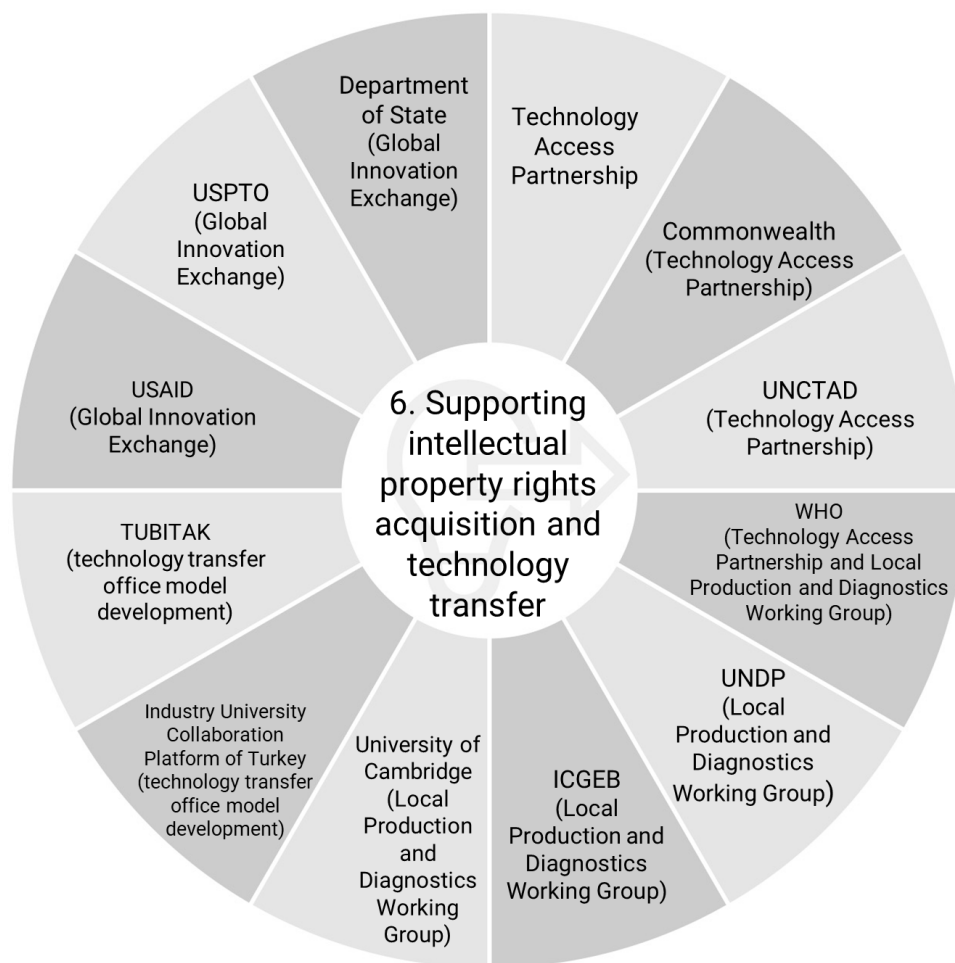 Department
of State
(Global
Innovation
Exchange)
Technology
Access
Partnership
Commonwealth
(Technology Access
Partnership)
UNCTAD
(Technology Access
Partnership)
WHO
(Technology Access
Partnership and Local
Production and Diagnostics
Working Group)
UNDP
(Local
Production and
Diagnostics
Working Group)
ICGEB
(Local
Production and
Diagnostics
Working Group)
University of
Cambridge
(Local
Production
and
Diagnostics
Working
Group)
Industry University
Collaboration
Platform of Turkey
(technology transfer
office model
development)
TUBITAK
(technology transfer
office model
development)
USAID
(Global Innovation
Exchange)
USPTO
(Global
Innovation
Exchange)
6. Supporting
intellectual
property rights
acquisition and
technology
transfer